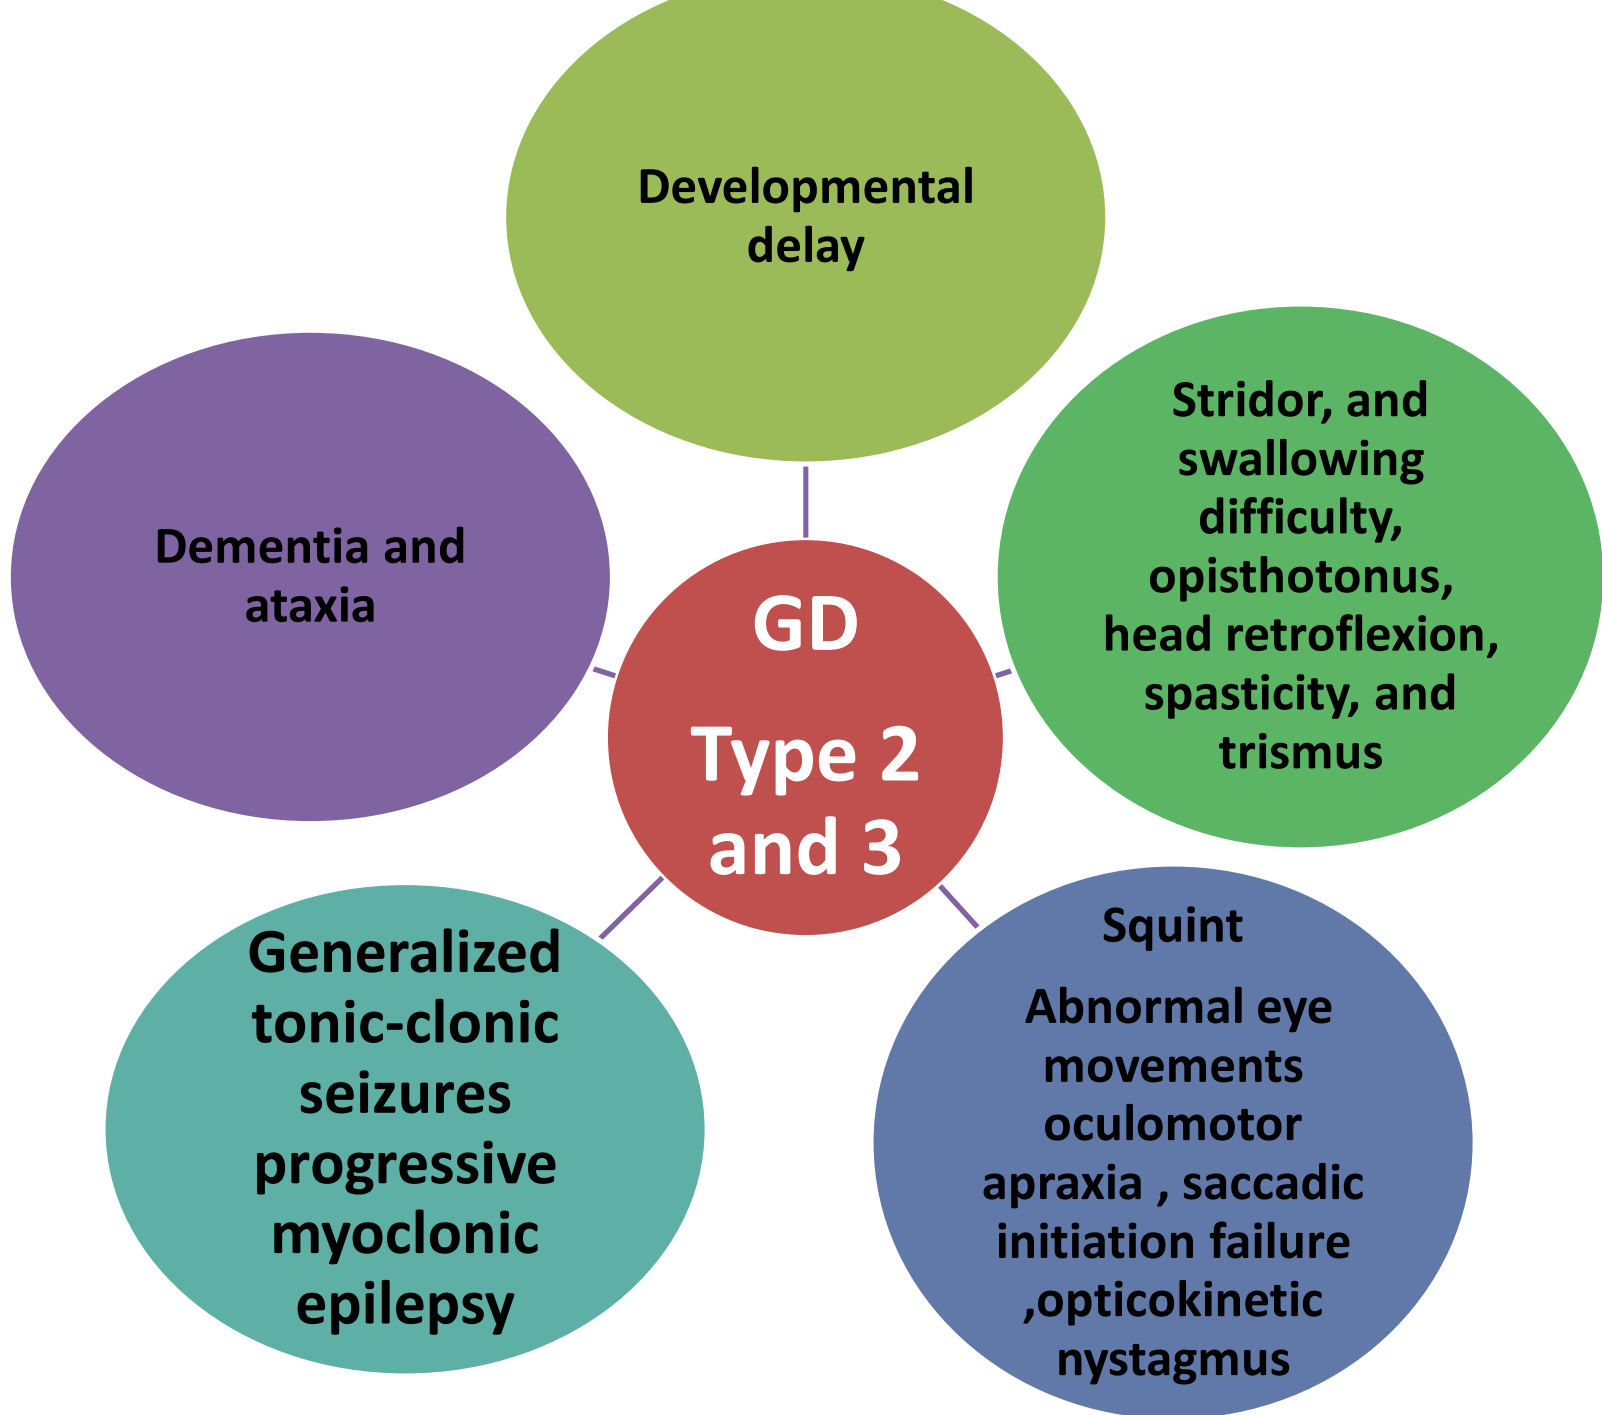 Developmental
delay
Stridor, and
swallowing
difficulty,
opisthotonus,
head retroflexion,
spasticity, and
trismus
Dementia and
ataxia
GD
Type 2
and 3
Generalized
tonic-clonic
seizures
progressive
myoclonic
epilepsy
Squint
Abnormal eye
movements
oculomotor
apraxia , saccadic
initiation failure
,opticokinetic
nystagmus